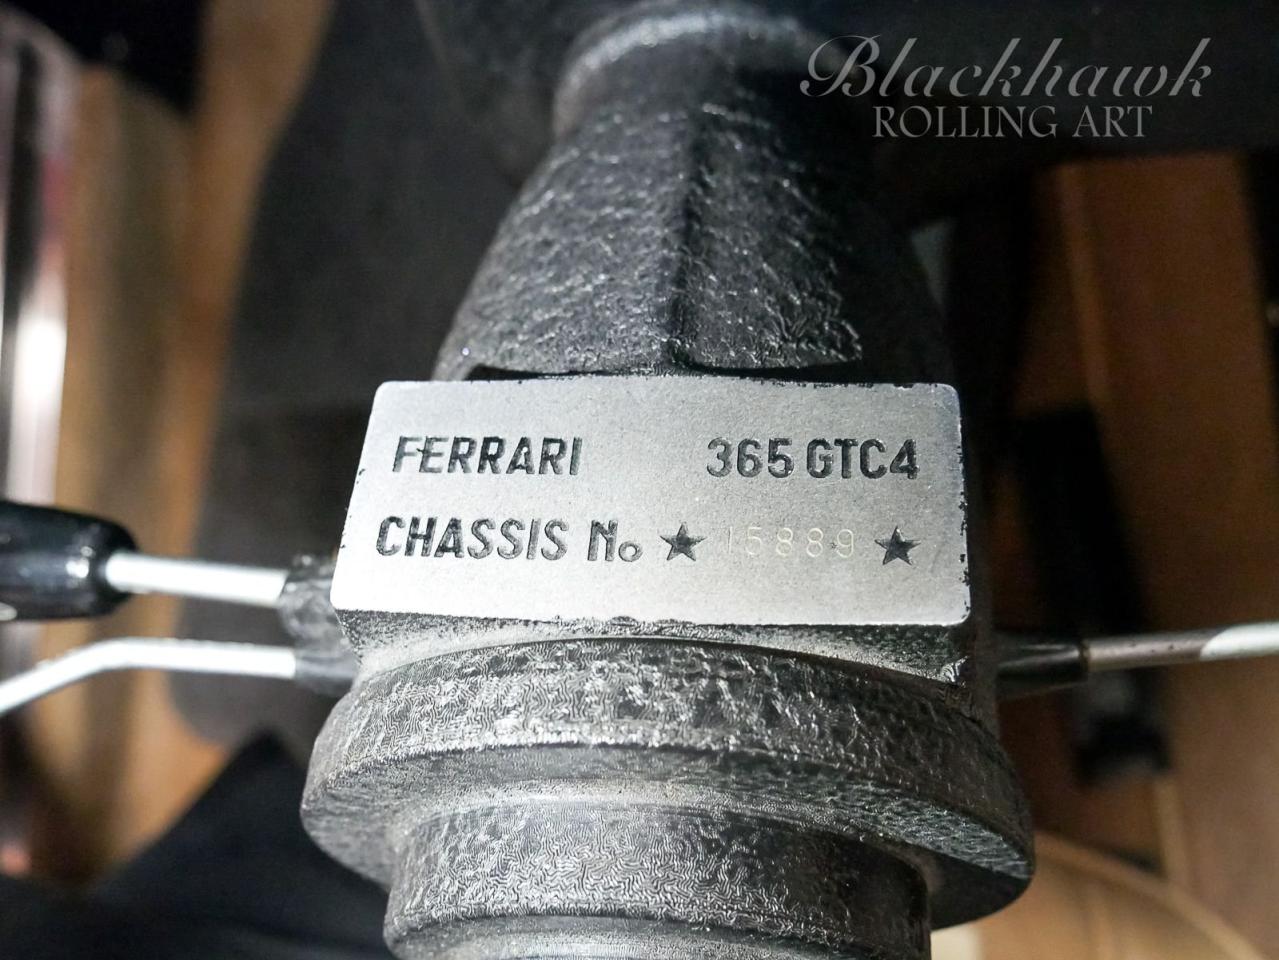 Blackhawk
ROLLING ART
FERRARI 365 GTC4
CHASSIS No ★ 15889 ★